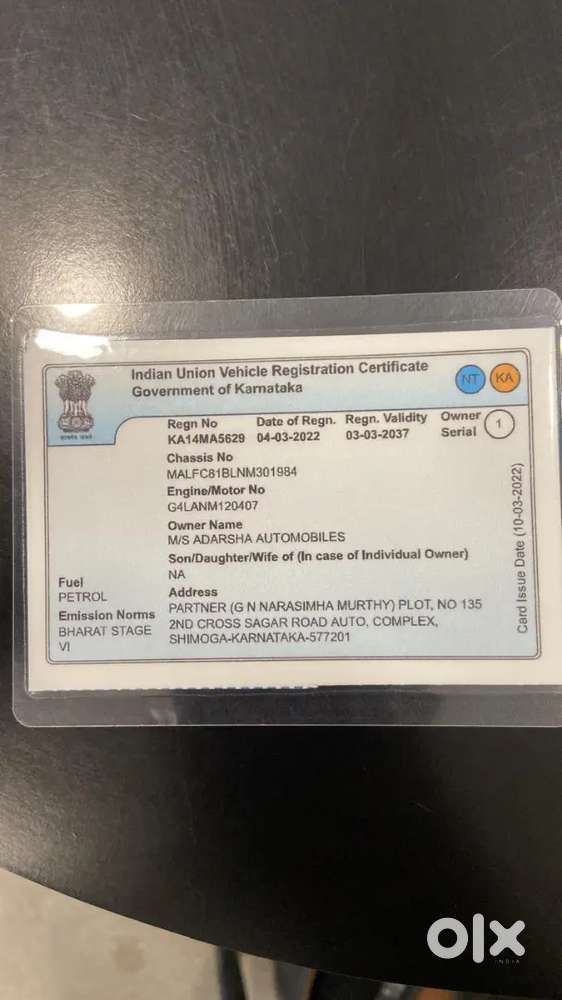 Indian Union Vehicle Registration Certificate
Government of Karnataka
NT KA
सत्यमेव जयते
Regn No Date of Regn. Regn. Validity Owner Serial 1
KA14MA5629 04-03-2022 03-03-2037
Chassis No
MALFC81BLNM301984
Engine/Motor No
G4LANM120407
Owner Name
M/S ADARSHA AUTOMOBILES
Son/Daughter/Wife of (In case of Individual Owner)
NA
Fuel
PETROL
Emission Norms
BHARAT STAGE
VI
Address
PARTNER (G N NARASIMHA MURTHY) PLOT, NO 135
2ND CROSS SAGAR ROAD AUTO, COMPLEX,
SHIMOGA-KARNATAKA-577201
Card Issue Date (10-03-2022)
olx
INDIA